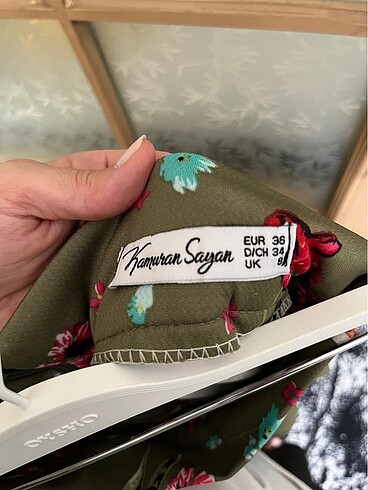 Kamuran Sayan
EUR 36
D/CH 34
UK 8
OYSHO